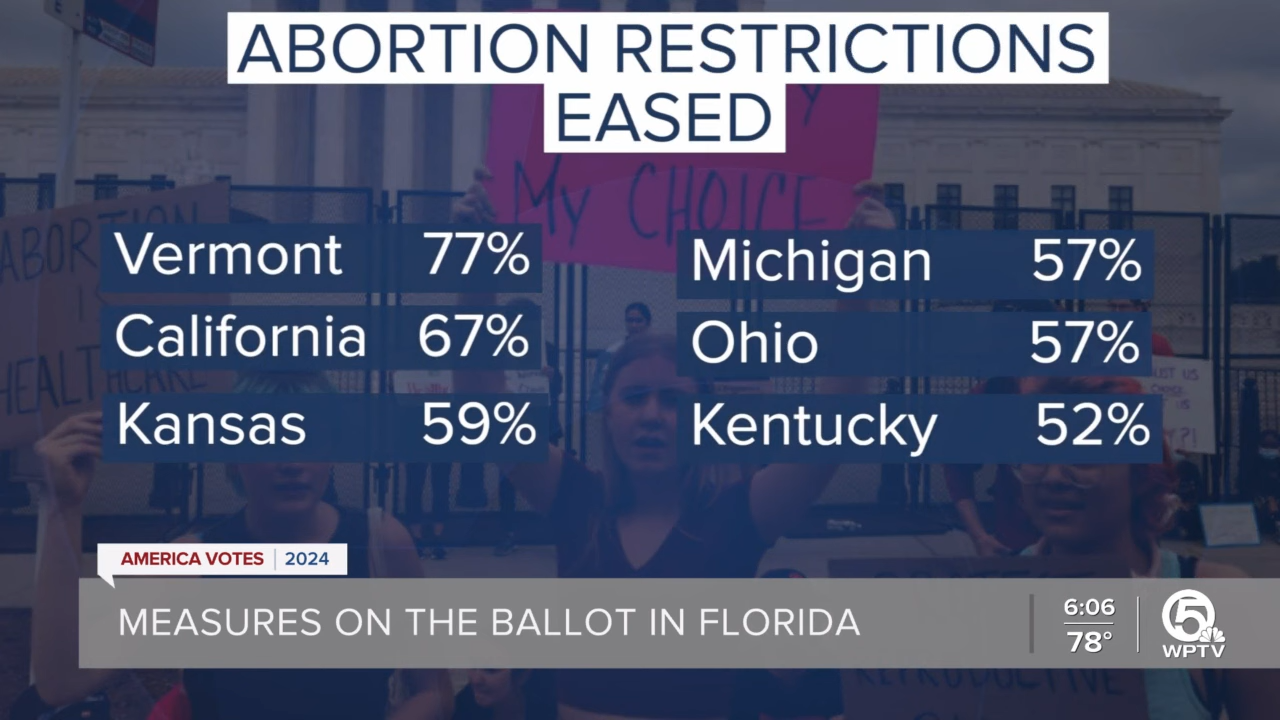 ABORTION RESTRICTIONS
EASED
My CHOICE
ABORTION
HEALTHCARE
Vermont 77%
California 67%
Kansas 59%
Michigan 57%
Ohio 57%
Kentucky 52%
AMERICA VOTES | 2024
MEASURES ON THE BALLOT IN FLORIDA
6:06
78°
5
WPTV
REPRODUCTIVE